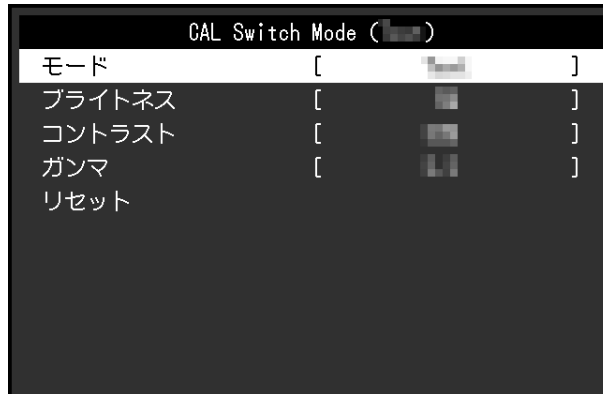 CAL Switch Mode ( )
モード [ ]
ブライトネス [ ]
コントラスト [ ]
ガンマ [ ]
リセット